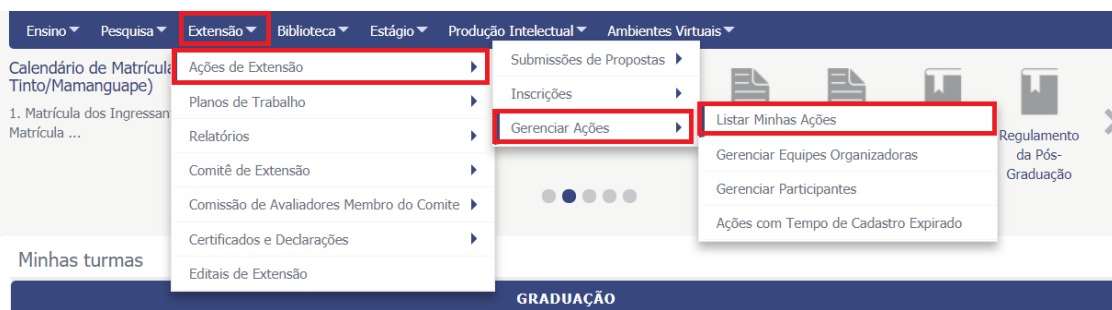 Ensino Pesquisa Extensão Biblioteca Estágio Produção Intelectual Ambientes Virtuais
Calendário de Matrícula
Tinto/Mamanguape)
1. Matrícula dos Ingressan
Matrícula ...
Ações de Extensão
Planos de Trabalho
Relatórios
Comitê de Extensão
Comissão de Avaliadores Membro do Comite
Certificados e Declarações
Editais de Extensão
Submissões de Propostas
Inscrições
Gerenciar Ações
Listar Minhas Ações
Gerenciar Equipes Organizadoras
Gerenciar Participantes
Ações com Tempo de Cadastro Expirado
Regulamento
da Pós-
Graduação
Minhas turmas
GRADUAÇÃO